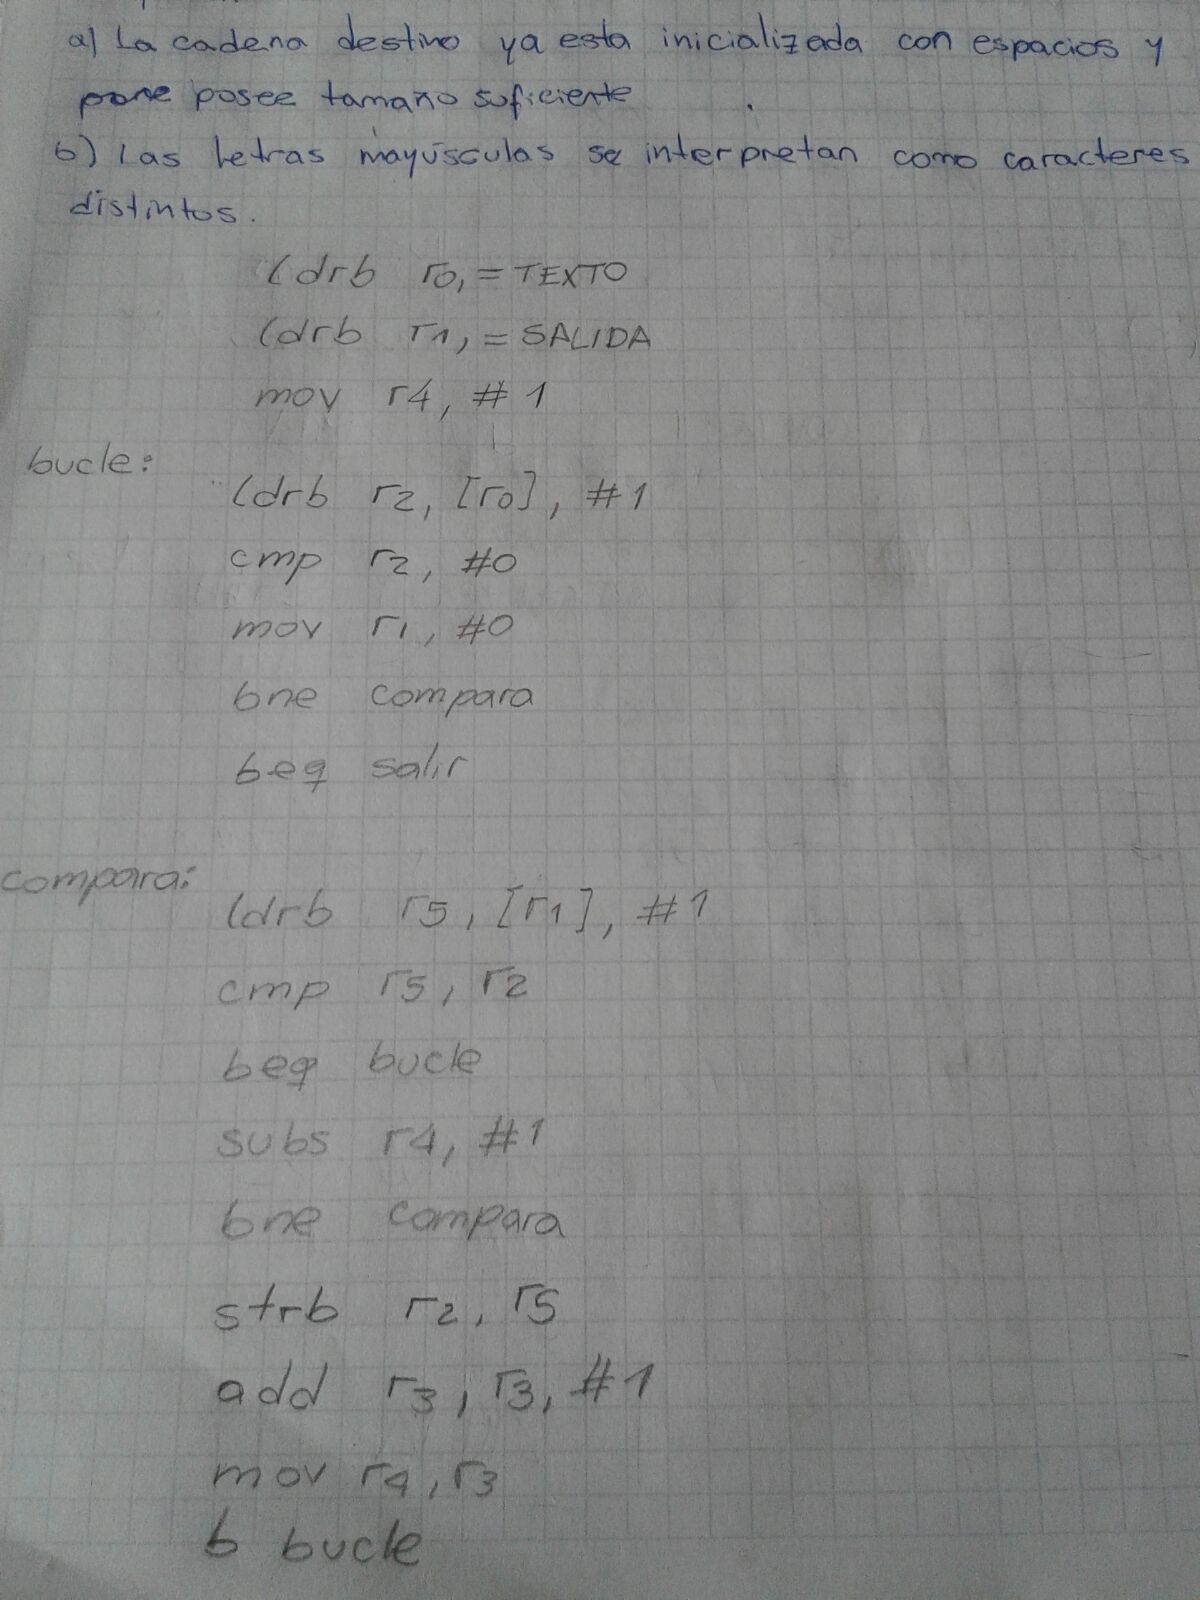 a) La cadena destino ya esta inicializada con espacios y
pone posee tamaño suficiente
b) Las letras mayúsculas se interpretan como caracteres
distintos.
ldrb r0, = TEXTO
ldrb r1, = SALIDA
mov r4, #1
bucle:
ldrb r2, [r0], #1
cmp r2, #0
mov r1, #0
bne compara
beq salir
compara:
ldrb r5, [r1], #1
cmp r5, r2
beq bucle
subs r4, #1
bne compara
strb r2, r5
add r3, r3, #1
mov r4, r3
b bucle